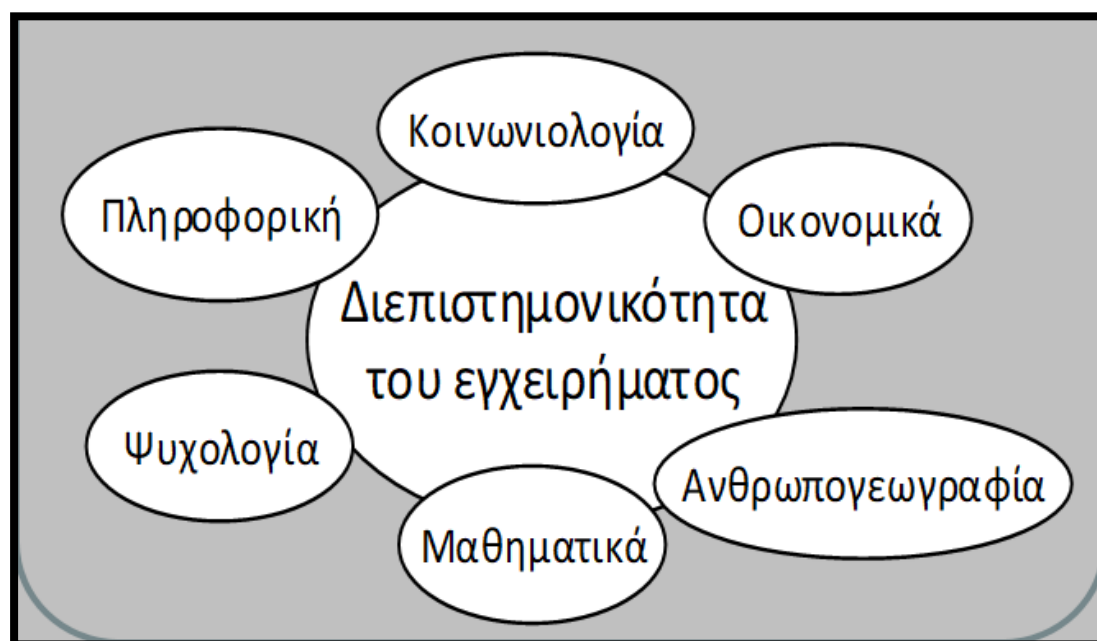 Κοινωνιολογία
Πληροφορική
Οικονομικά
Διεπιστημονικότητα
του εγχειρήματος
Ψυχολογία
Ανθρωπογεωγραφία
Μαθηματικά